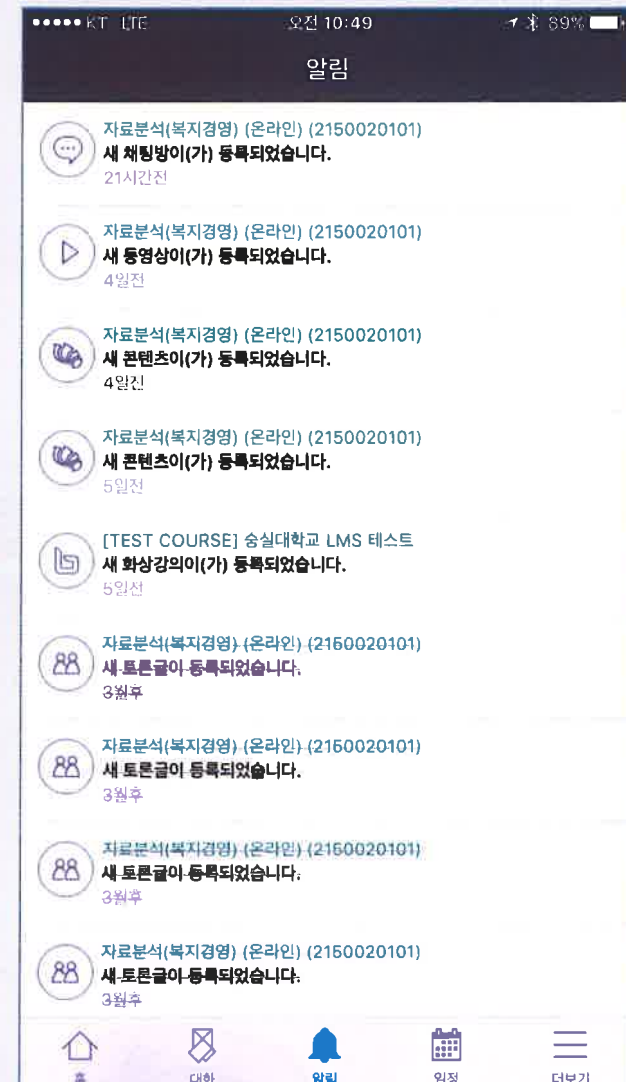 KT LTE 오전 10:49 89%
알림
자료분석(복지경영) (온라인) (2150020101)
새 채팅방이(가) 등록되었습니다.
21시간전
자료분석(복지경영) (온라인) (2150020101)
새 동영상이(가) 등록되었습니다.
4일전
자료분석(복지경영) (온라인) (2150020101)
새 콘텐츠이(가) 등록되었습니다.
4일전
자료분석(복지경영) (온라인) (2150020101)
새 콘텐츠이(가) 등록되었습니다.
5일전
[TEST COURSE] 숭실대학교 LMS 테스트
새 화상강의이(가) 등록되었습니다.
5일전
자료분석(복지경영) (온라인) (2150020101)
새 토론글이 등록되었습니다.
3월후
자료분석(복지경영) (온라인) (2150020101)
새 토론글이 등록되었습니다.
3월후
자료분석(복지경영) (온라인) (2150020101)
새 토론글이 등록되었습니다.
3월후
자료분석(복지경영) (온라인) (2150020101)
새 토론글이 등록되었습니다.
3월후
홈 대화 알림 일정 더보기